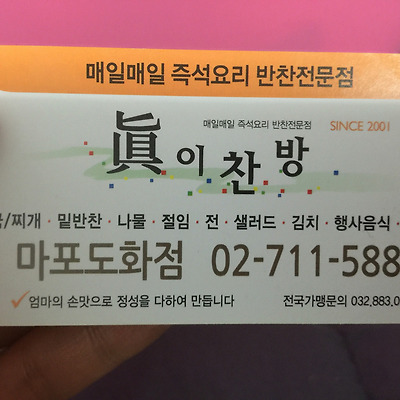 매일매일 즉석요리 반찬전문점
매일매일 즉석요리 반찬전문점 SINCE 2001
眞이찬방
/찌개 · 밑반찬 · 나물 · 절임 · 전 · 샐러드 · 김치 · 행사음식 ·
마포도화점 02-711-588
✓엄마의 손맛으로 정성을 다하여 만듭니다 전국가맹문의 032.883.0